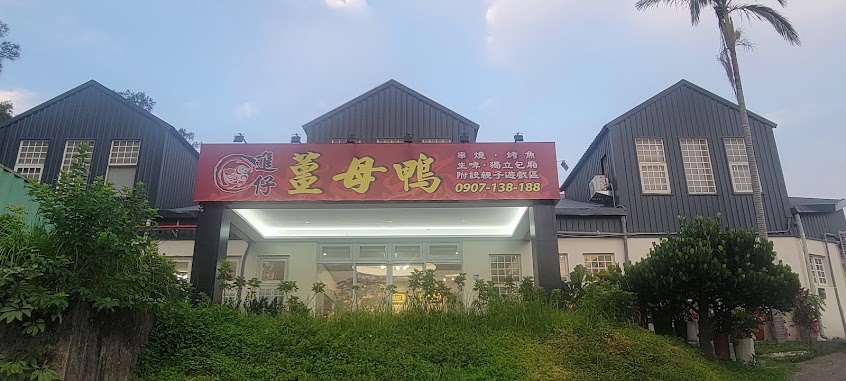 進仔
薑母鴨
串燒・烤魚
生啤・獨立包廂
附設親子遊戲區
0907-138-188